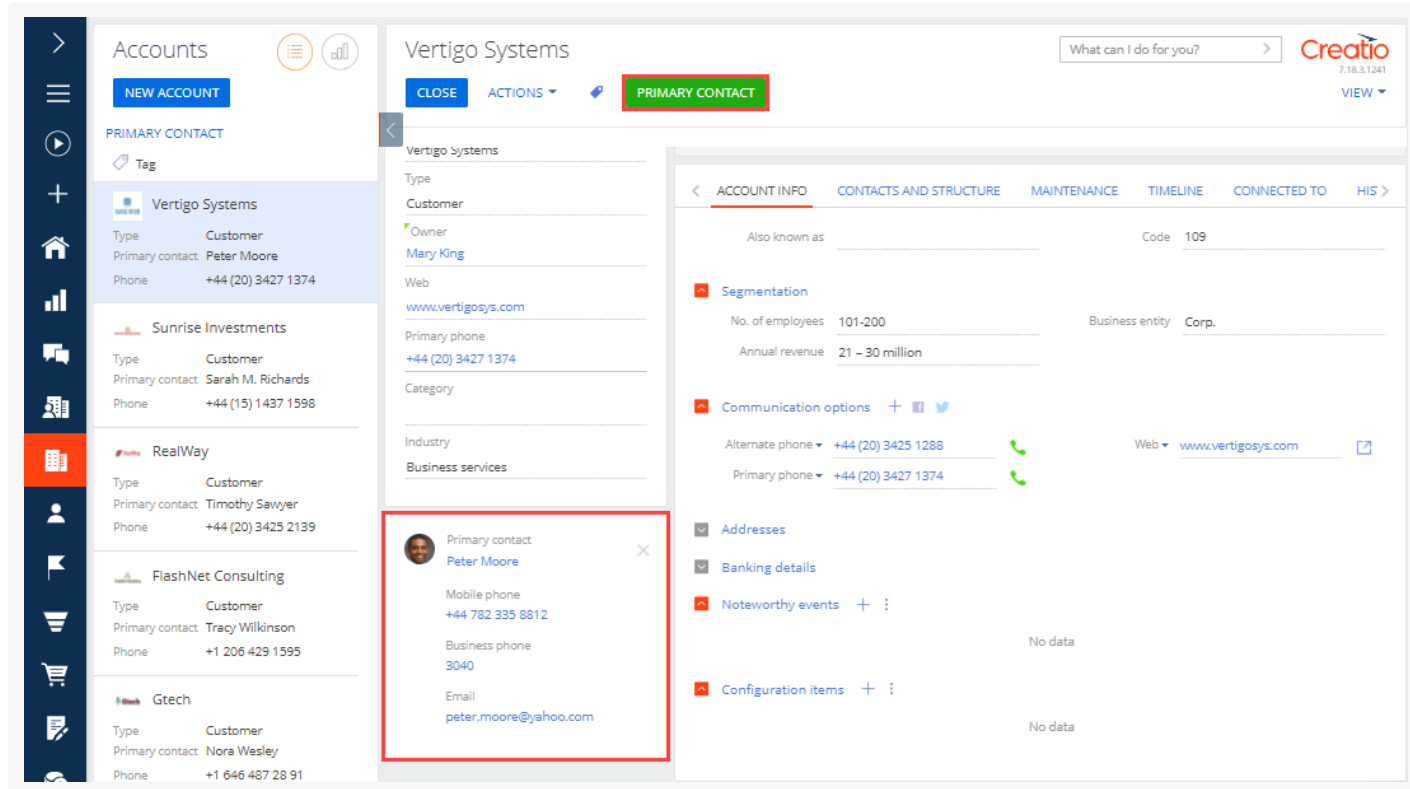 Accounts
NEW ACCOUNT
PRIMARY CONTACT
Tag
Vertigo Systems
Type Customer
Primary contact Peter Moore
Phone +44 (20) 3427 1374
Sunrise Investments
Type Customer
Primary contact Sarah M. Richards
Phone +44 (15) 1437 1598
RealWay
Type Customer
Primary contact Timothy Sawyer
Phone +44 (20) 3425 2139
FlashNet Consulting
Type Customer
Primary contact Tracy Wilkinson
Phone +1 206 429 1595
Gtech
Type Customer
Primary contact Nora Wesley
Phone +1 646 487 28 91
Vertigo Systems
What can I do for you?
Creatio
7.18.3.1241
CLOSE ACTIONS PRIMARY CONTACT
VIEW
Vertigo Systems
Type
Customer
Owner
Mary King
Web
www.vertigosys.com
Primary phone
+44 (20) 3427 1374
Category
Industry
Business services
Primary contact
Peter Moore
Mobile phone
+44 782 335 8812
Business phone
3040
Email
peter.moore@yahoo.com
ACCOUNT INFO CONTACTS AND STRUCTURE MAINTENANCE TIMELINE CONNECTED TO HIS
Also known as Code 109
Segmentation
No. of employees 101-200 Business entity Corp.
Annual revenue 21 – 30 million
Communication options
Alternate phone +44 (20) 3425 1288 Web www.vertigosys.com
Primary phone +44 (20) 3427 1374
Addresses
Banking details
Noteworthy events
No data
Configuration items
No data